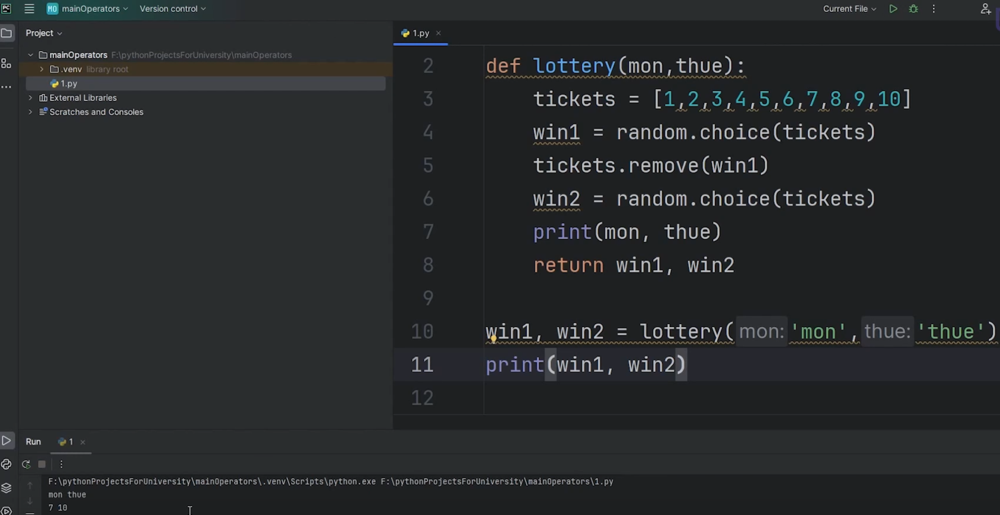 PC MO mainOperators Version control Current File
Project
1.py
mainOperators F:\pythonProjectsForUniversity\mainOperators
.venv library root
1.py
External Libraries
Scratches and Consoles
2 def lottery(mon,thue):
3 tickets = [1,2,3,4,5,6,7,8,9,10]
4 win1 = random.choice(tickets)
5 tickets.remove(win1)
6 win2 = random.choice(tickets)
7 print(mon, thue)
8 return win1, win2
9
10 win1, win2 = lottery( mon: 'mon', thue: 'thue')
11 print(win1, win2)
12
Run 1
F:\pythonProjectsForUniversity\mainOperators\.venv\Scripts\python.exe F:\pythonProjectsForUniversity\mainOperators\1.py
mon thue
7 10